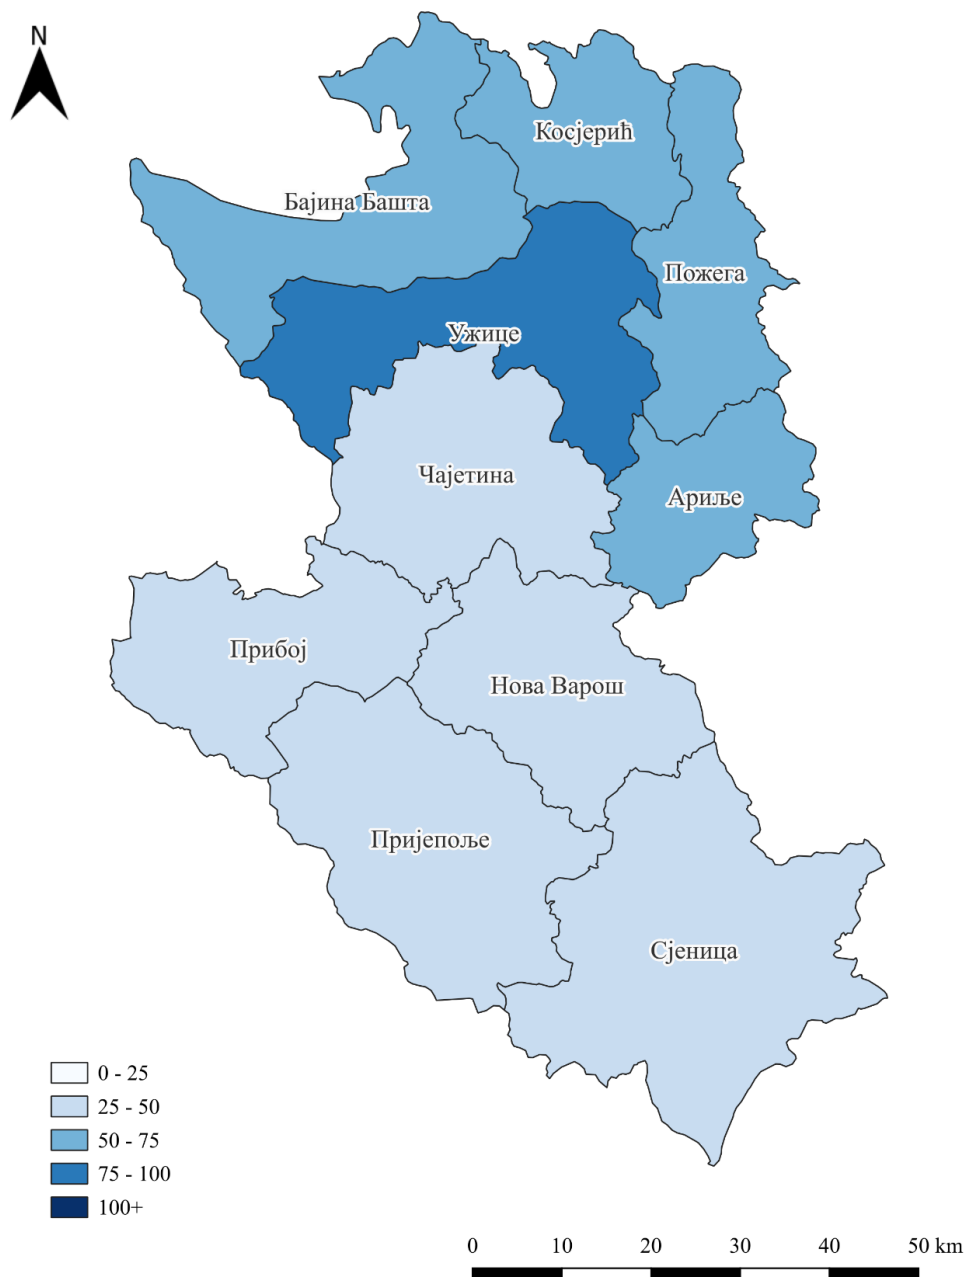 N
Косјерић
Бајина Башта
Пожега
Ужице
Чајетина
Ариље
Прибој
Нова Варош
Пријепоље
Сјеница
0 - 25
25 - 50
50 - 75
75 - 100
100+
0 10 20 30 40 50 km